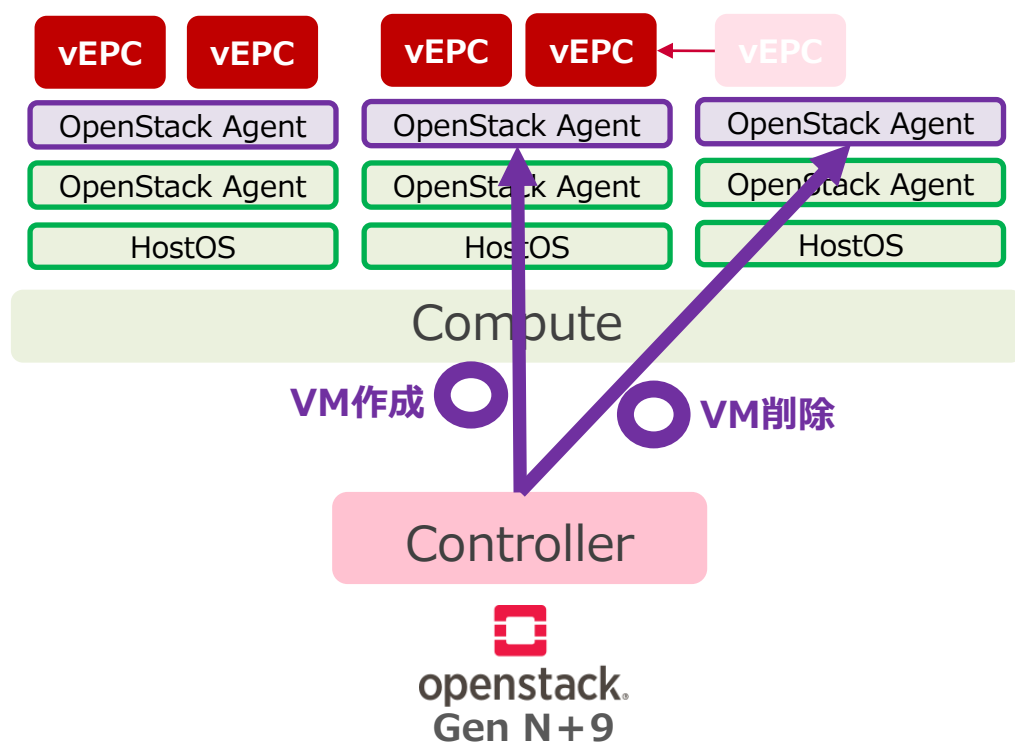 vEPC vEPC vEPC vEPC vEPC
OpenStack Agent OpenStack Agent OpenStack Agent
OpenStack Agent OpenStack Agent OpenStack Agent
HostOS HostOS HostOS
Compute
VM作成 VM削除
Controller
openstack.
Gen N+9